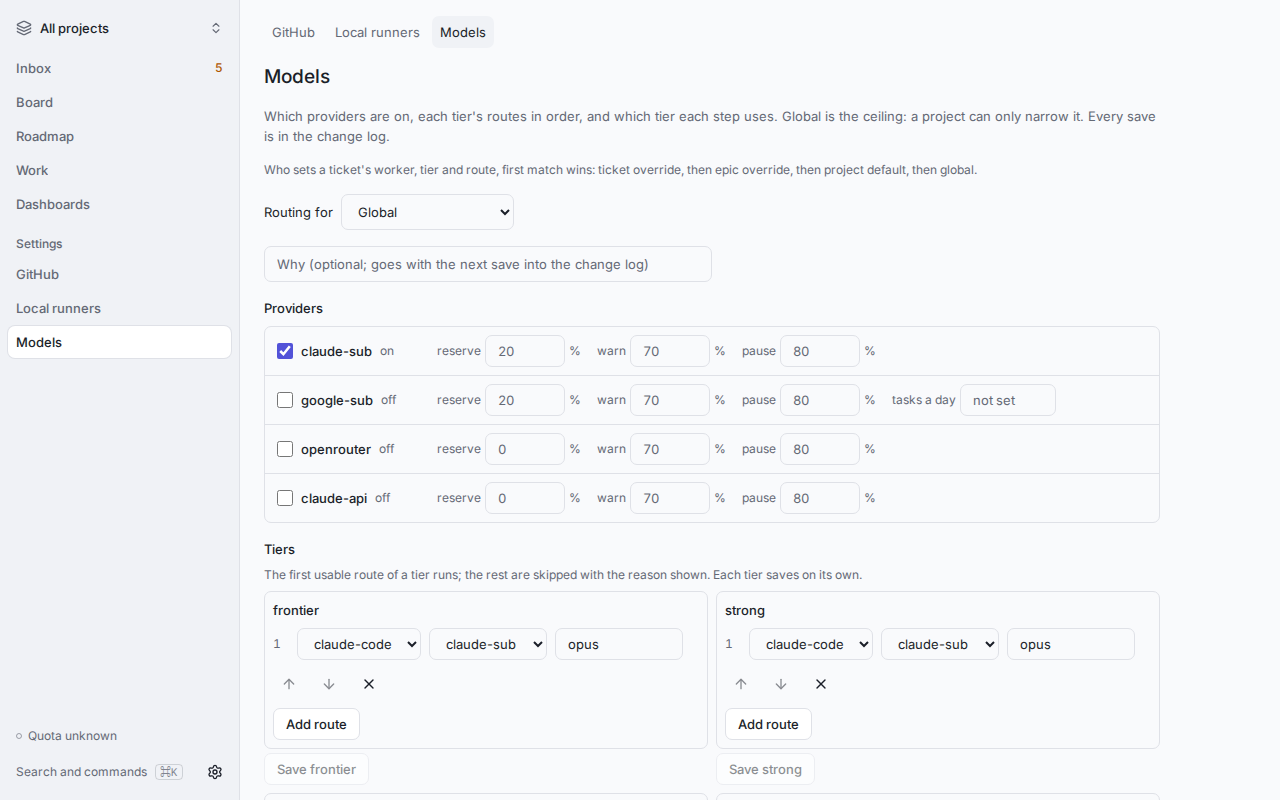 All projects
Inbox 5
Board
Roadmap
Work
Dashboards
Settings
GitHub
Local runners
Models
Quota unknown
Search and commands ⌘K
GitHub Local runners Models
Models
Which providers are on, each tier's routes in order, and which tier each step uses. Global is the ceiling: a project can only narrow it. Every save
is in the change log.
Who sets a ticket's worker, tier and route, first match wins: ticket override, then epic override, then project default, then global.
Routing for Global
Why (optional; goes with the next save into the change log)
Providers
claude-sub on reserve 20 % warn 70 % pause 80 %
google-sub off reserve 20 % warn 70 % pause 80 % tasks a day not set
openrouter off reserve 0 % warn 70 % pause 80 %
claude-api off reserve 0 % warn 70 % pause 80 %
Tiers
The first usable route of a tier runs; the rest are skipped with the reason shown. Each tier saves on its own.
frontier
1 claude-code claude-sub opus
Add route
Save frontier
strong
1 claude-code claude-sub opus
Add route
Save strong